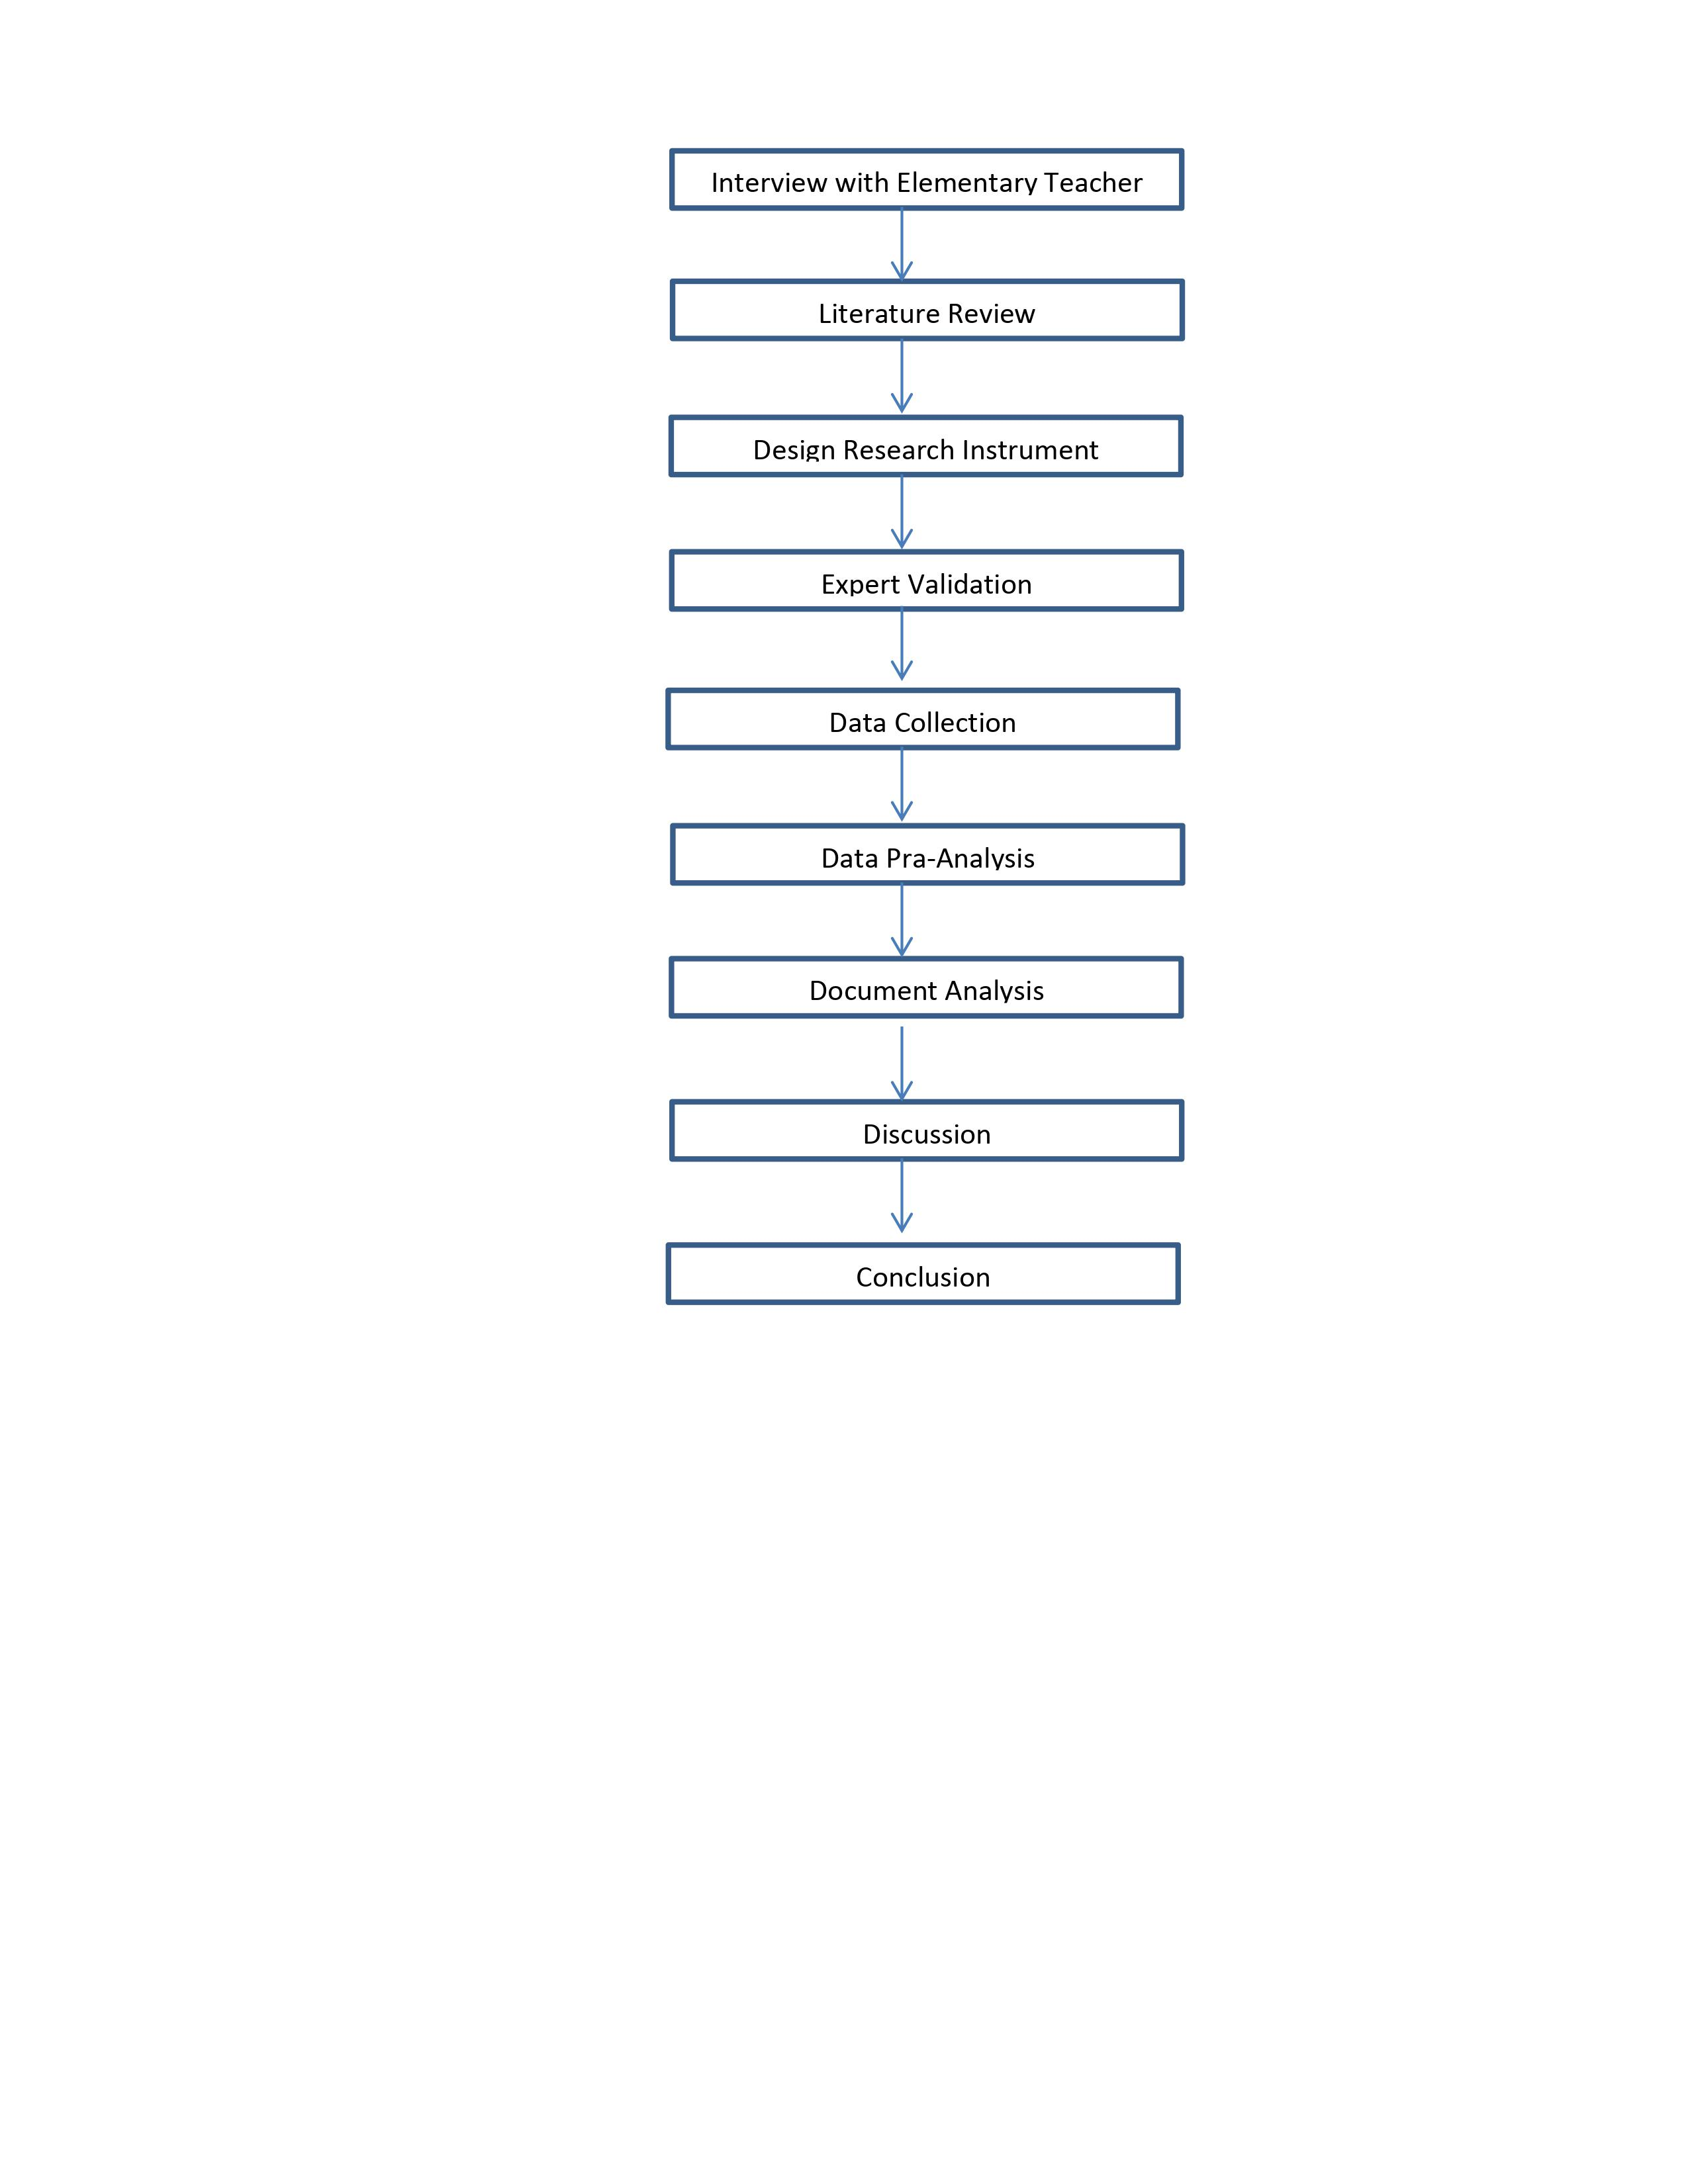 Interview with Elementary Teacher
Literature Review
Design Research Instrument
Expert Validation
Data Collection
Data Pra-Analysis
Document Analysis
Discussion
Conclusion